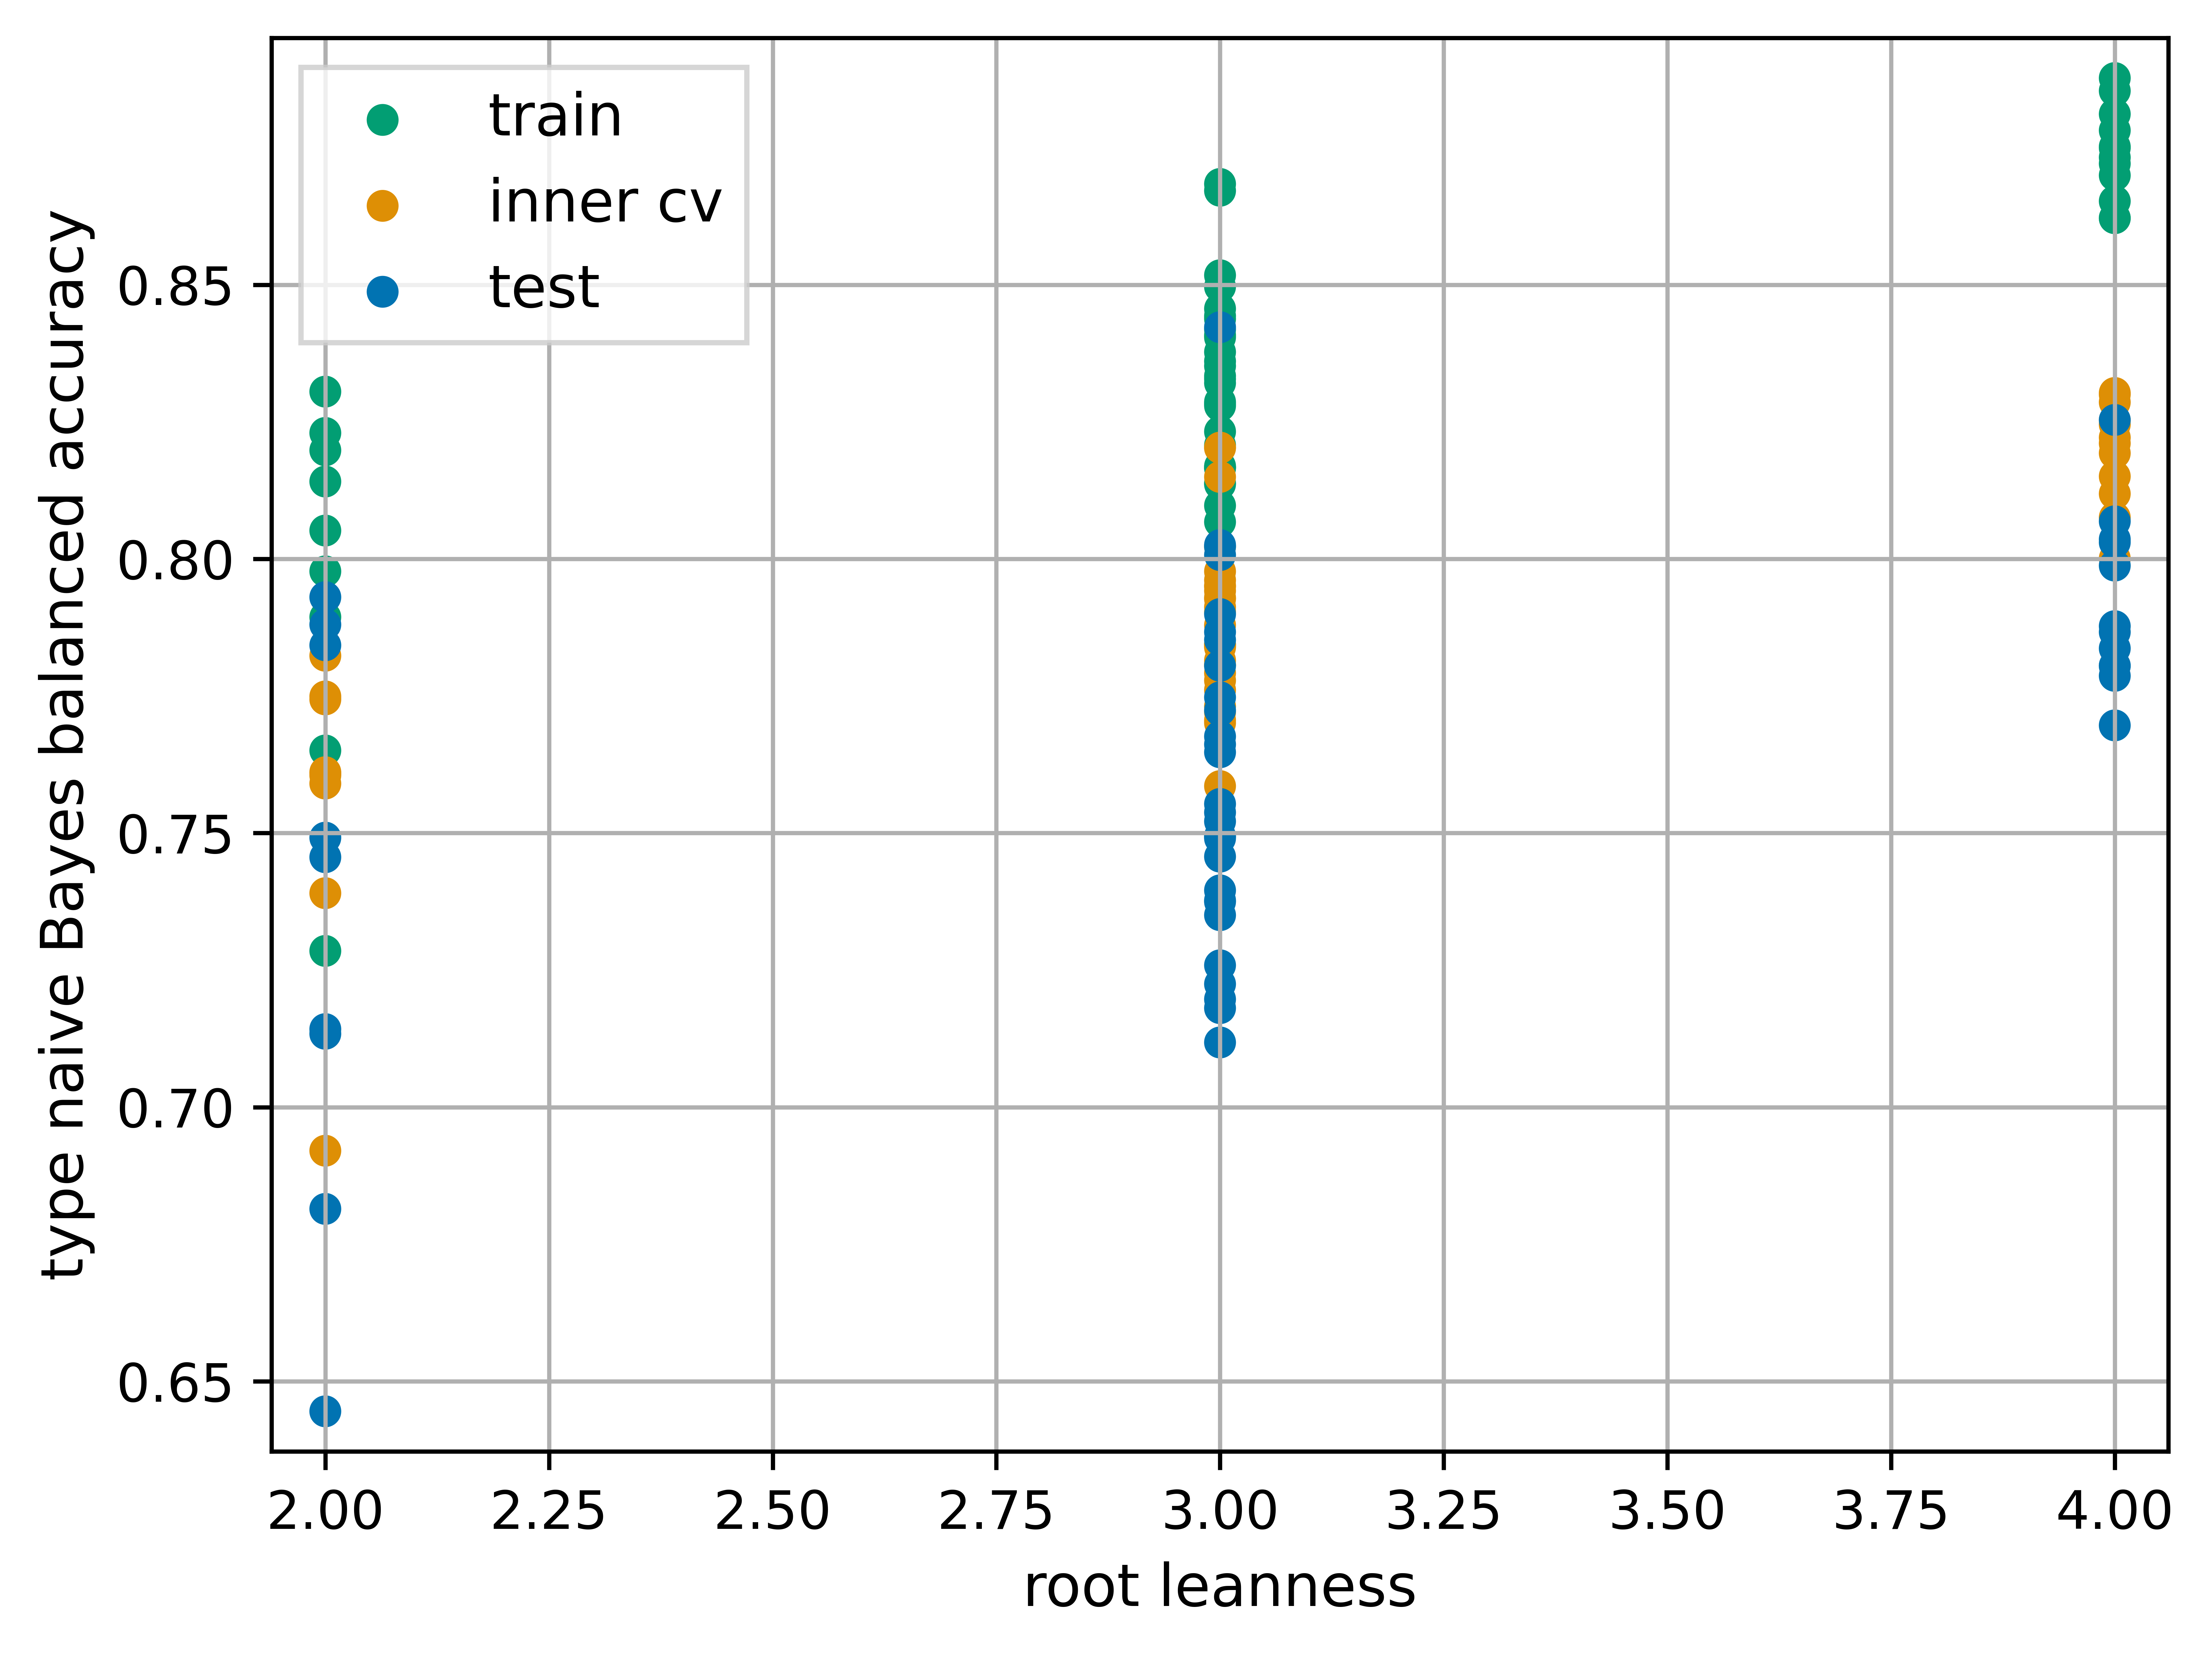 train
inner cv
test
type naive Bayes balanced accuracy
0.85
0.80
0.75
0.70
0.65
2.00 2.25 2.50 2.75 3.00 3.25 3.50 3.75 4.00
root leanness